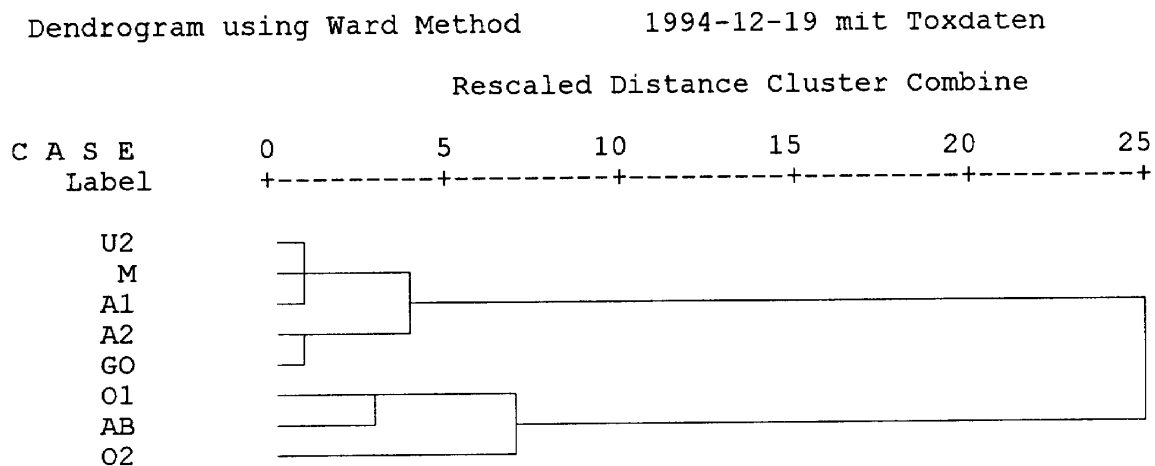 Dendrogram using Ward Method 1994-12-19 mit Toxdaten
Rescaled Distance Cluster Combine
C A S E 0 5 10 15 20 25
Label +---------+---------+---------+---------+---------+
U2
M
A1
A2
GO
O1
AB
O2